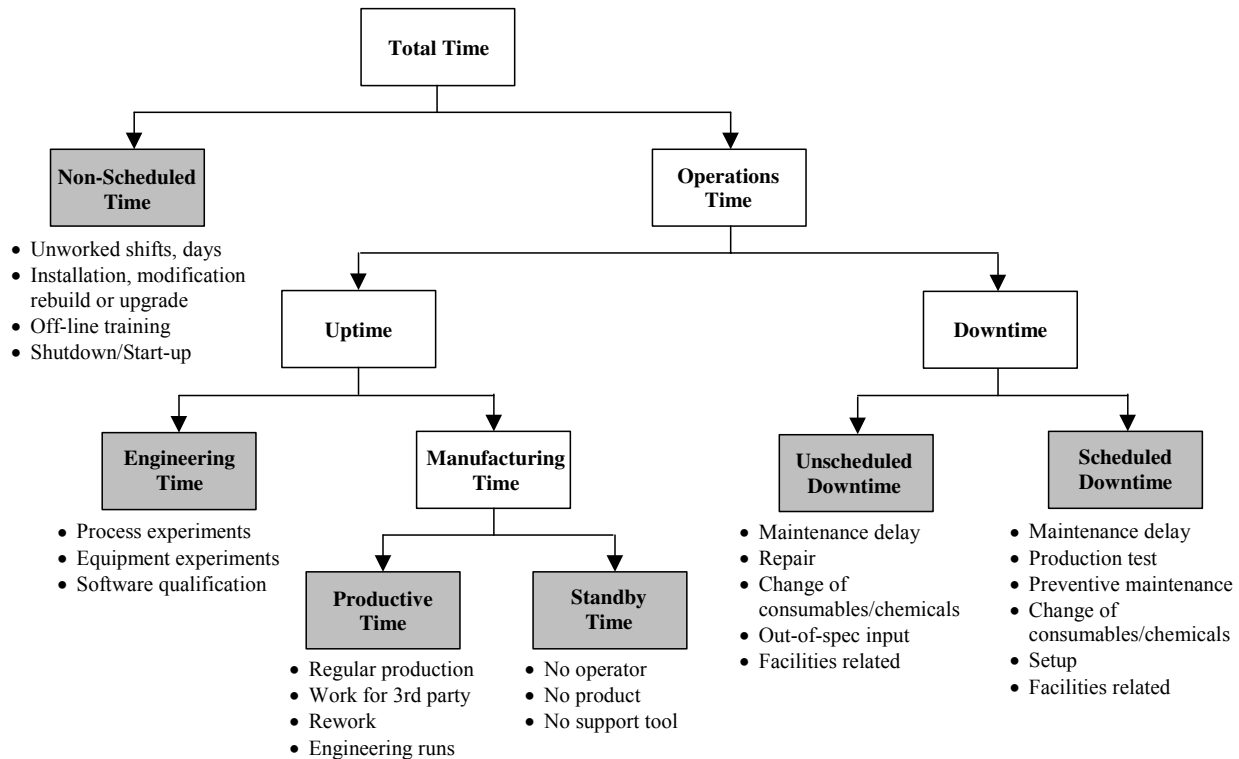 Total Time
Non-Scheduled
Time
• Unworked shifts, days
• Installation, modification
rebuild or upgrade
• Off-line training
• Shutdown/Start-up
Operations
Time
Uptime
Downtime
Engineering
Time
• Process experiments
• Equipment experiments
• Software qualification
Manufacturing
Time
Productive
Time
• Regular production
• Work for 3rd party
• Rework
• Engineering runs
Standby
Time
• No operator
• No product
• No support tool
Unscheduled
Downtime
• Maintenance delay
• Repair
• Change of
consumables/chemicals
• Out-of-spec input
• Facilities related
Scheduled
Downtime
• Maintenance delay
• Production test
• Preventive maintenance
• Change of
consumables/chemicals
• Setup
• Facilities related